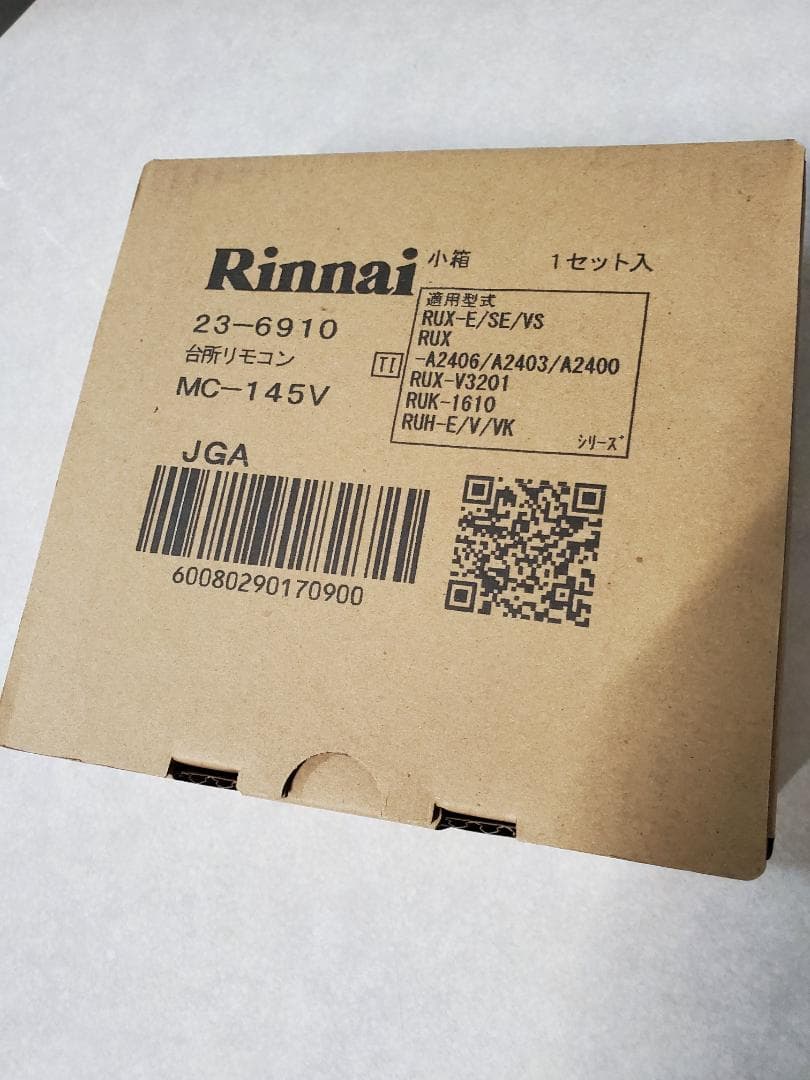 Rinnai
小箱 1セット入
23-6910
台所リモコン
MC-145V
TI
適用型式
RUX-E/SE/VS
RUX
-A2406/A2403/A2400
RUX-V3201
RUK-1610
RUH-E/V/VK
シリーズ
JGA
60080290170900